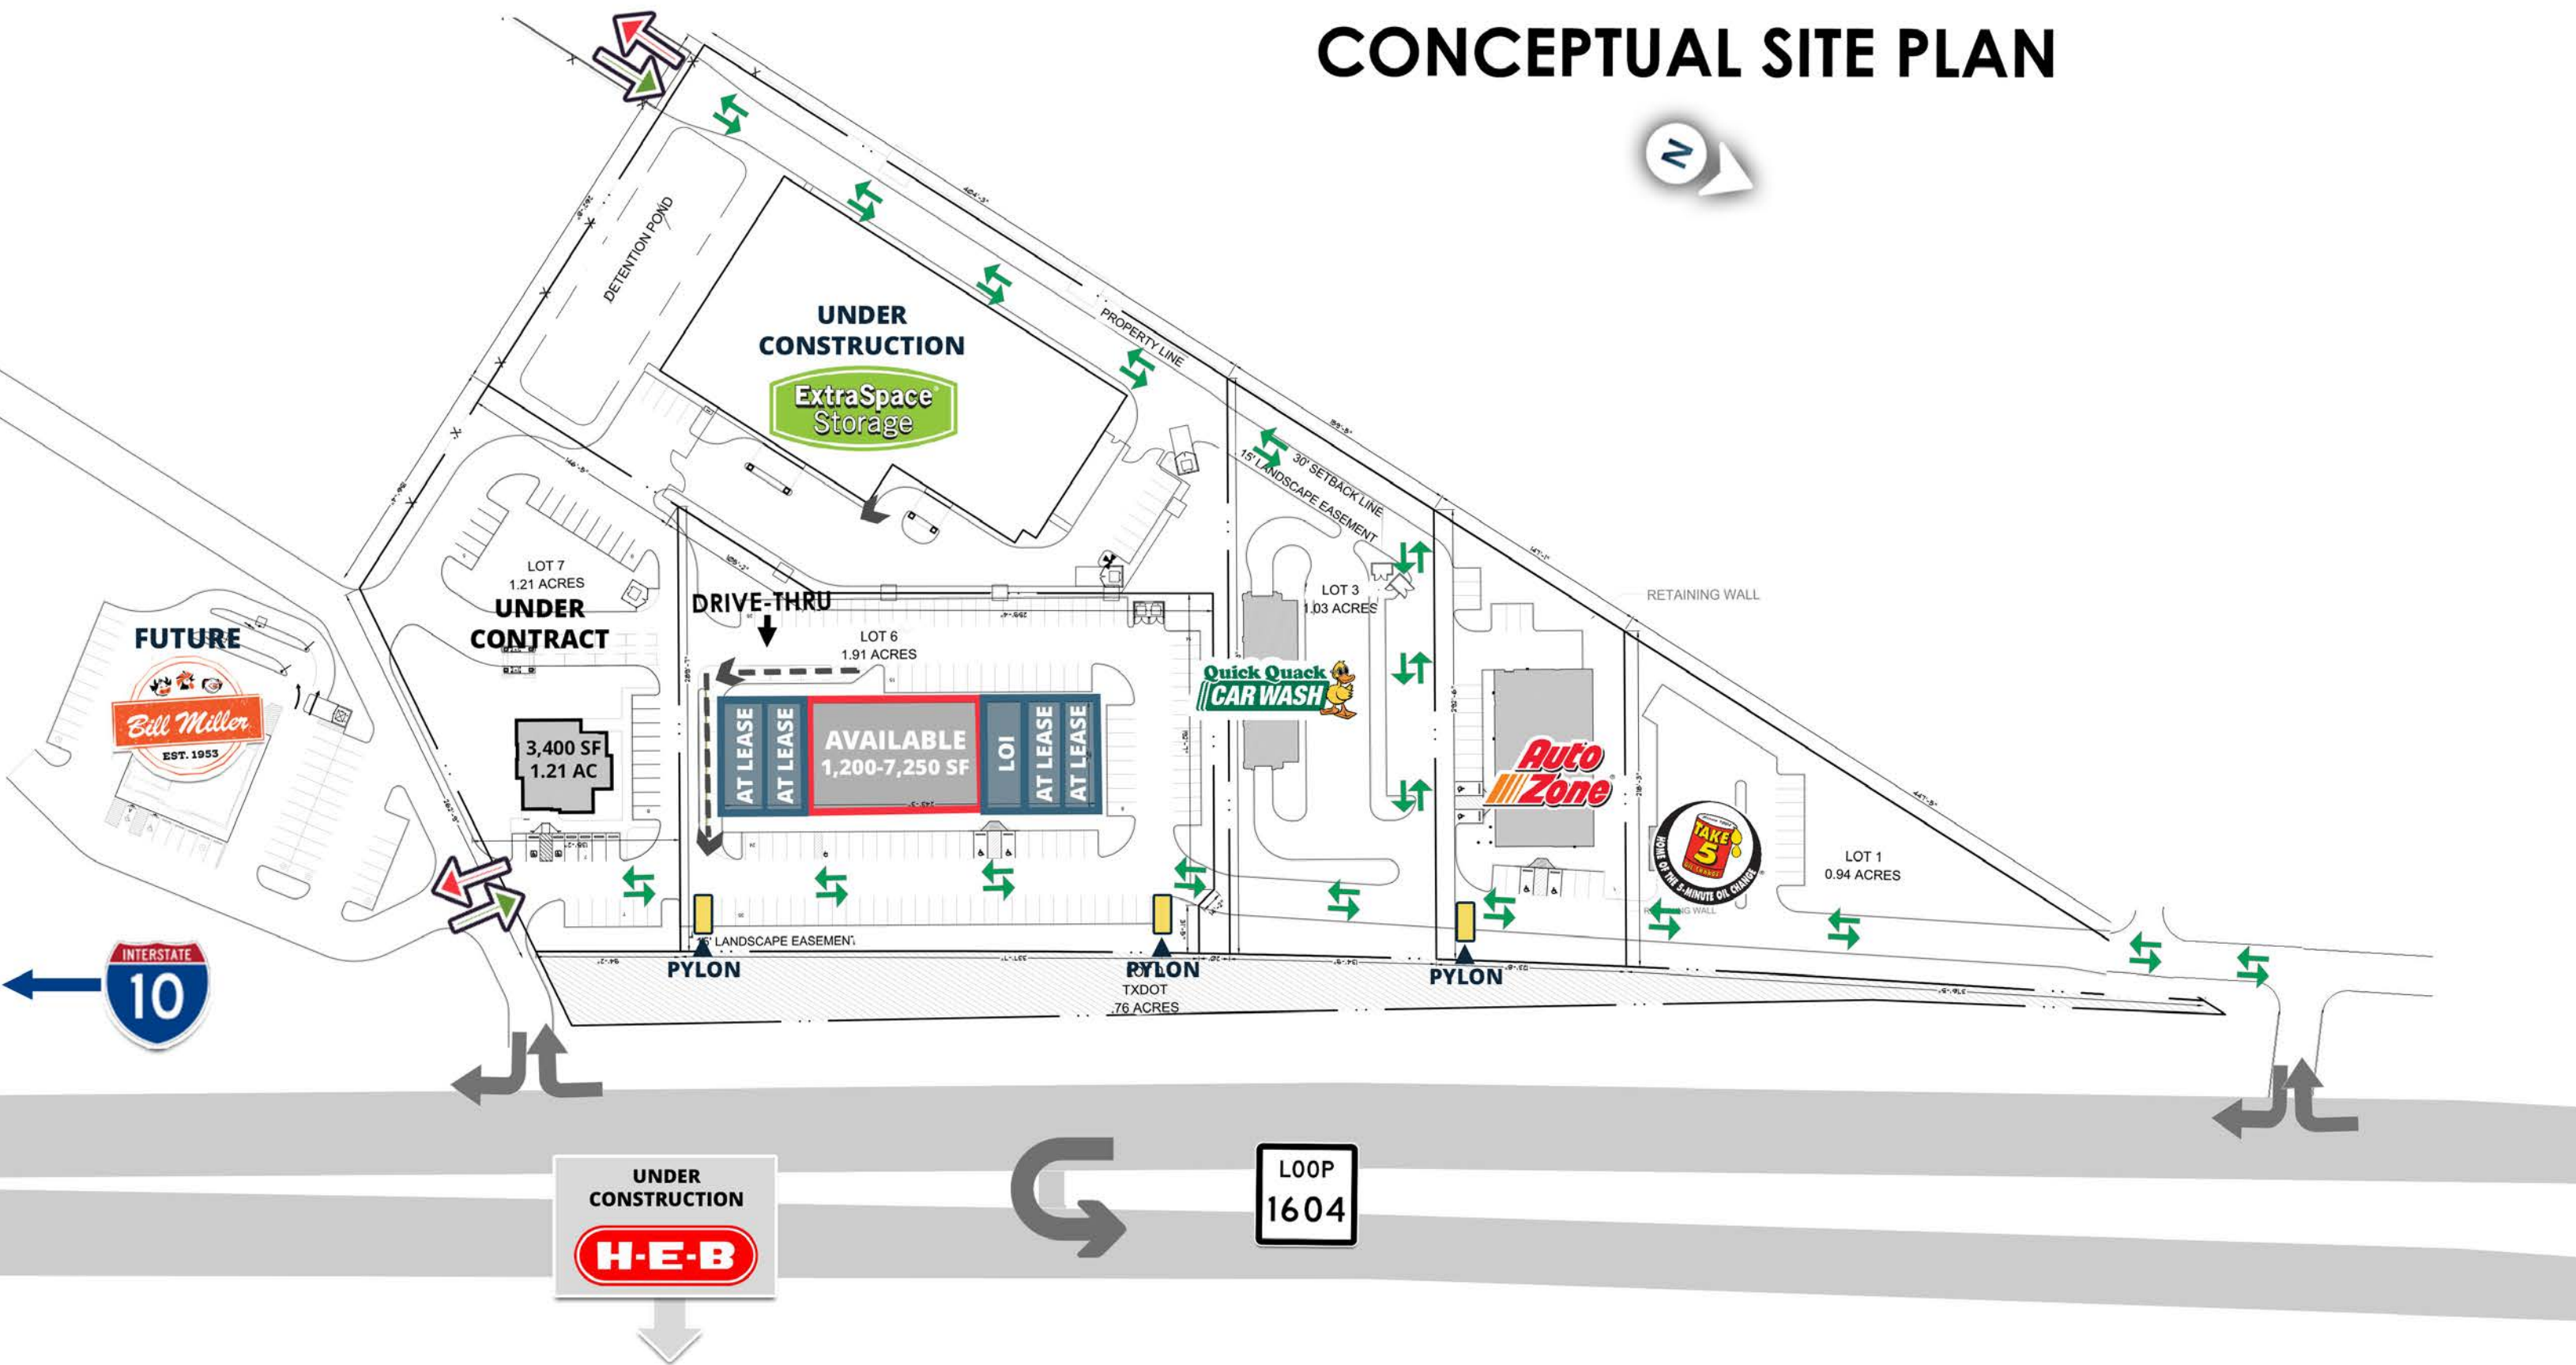 CONCEPTUAL SITE PLAN
N
DETENTION POND
UNDER
CONSTRUCTION
ExtraSpace
Storage
PROPERTY LINE
30' SETBACK LINE
15' LANDSCAPE EASEMENT
RETAINING WALL
LOT 7
1.21 ACRES
UNDER
CONTRACT
3,400 SF
1.21 AC
FUTURE
Bill Miller
EST. 1953
DRIVE-THRU
LOT 6
1.91 ACRES
AT LEASE
AT LEASE
AVAILABLE
1,200-7,250 SF
LOI
AT LEASE
AT LEASE
LOT 3
1.03 ACRES
Quick Quack
CAR WASH
Auto
Zone
TAKE
5
OIL CHANGE
HOME OF THE 5-MINUTE OIL CHANGE
LOT 1
0.94 ACRES
LANDSCAPE EASEMENT
PYLON
PYLON
PYLON
TXDOT
.76 ACRES
INTERSTATE
10
UNDER
CONSTRUCTION
H-E-B
LOOP
1604